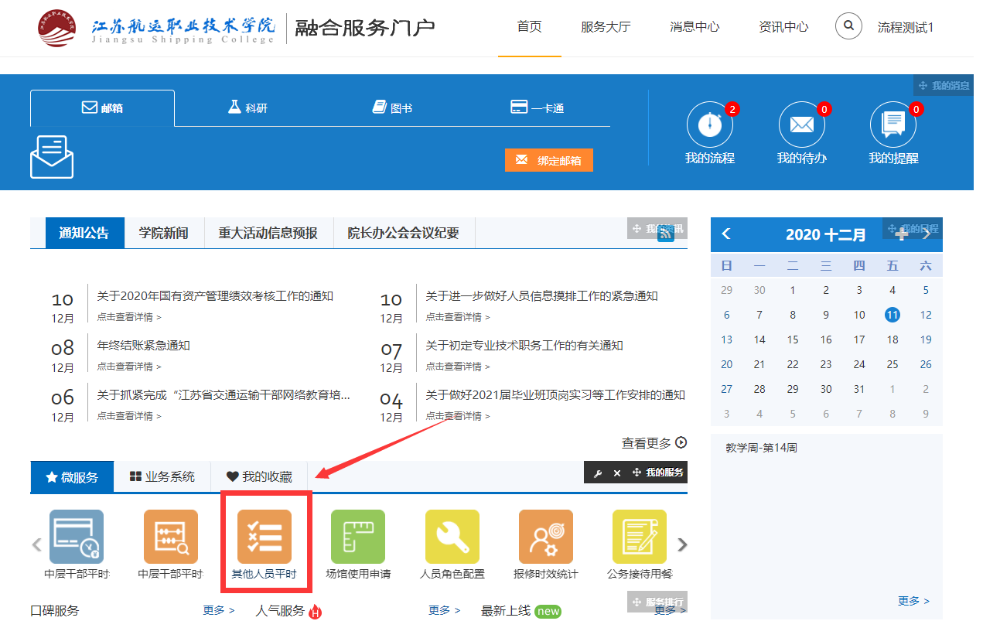 江苏航运职业技术学院
Jiangsu Shipping College
融合服务门户
首页
服务大厅
消息中心
资讯中心
流程测试1
我的消息
邮箱
科研
图书
一卡通
绑定邮箱
2
我的流程
0
我的待办
0
我的提醒
通知公告
学院新闻
重大活动信息预报
院长办公会会议纪要
10
12月
关于2020年国有资产管理绩效考核工作的通知
点击查看详情 >
10
12月
关于进一步做好人员信息摸排工作的紧急通知
点击查看详情 >
08
12月
年终结账紧急通知
点击查看详情 >
07
12月
关于初定专业技术职务工作的有关通知
点击查看详情 >
06
12月
关于抓紧完成“江苏省交通运输干部网络教育培...
点击查看详情 >
04
12月
关于做好2021届毕业班顶岗实习等工作安排的通知
点击查看详情 >
查看更多
2020 十二月
我的日程
日 一 二 三 四 五 六
29 30 1 2 3 4 5
6 7 8 9 10 11 12
13 14 15 16 17 18 19
20 21 22 23 24 25 26
27 28 29 30 31 1 2
3 4 5 6 7 8 9
教学周-第14周
更多 >
微服务
业务系统
我的收藏
我的服务
中层干部平时
中层干部平时
其他人员平时
场馆使用申请
人员角色配置
报修时效统计
公务接待用餐
口碑服务
更多 >
人气服务
更多 >
最新上线 new
服务排行
更多 >